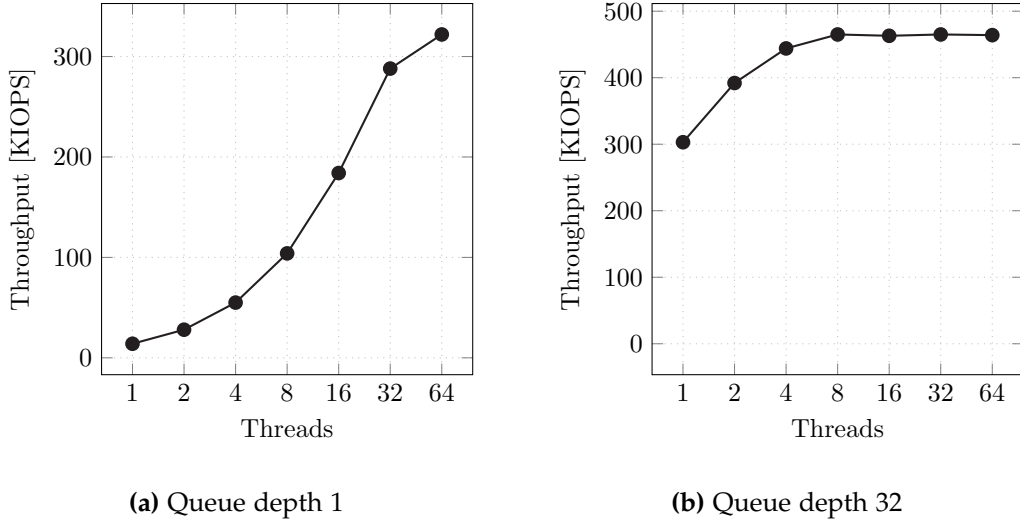 300
200
100
0
Throughput [KIOPS]
1 2 4 8 16 32 64
Threads
(a) Queue depth 1
500
400
300
200
100
0
Throughput [KIOPS]
1 2 4 8 16 32 64
Threads
(b) Queue depth 32